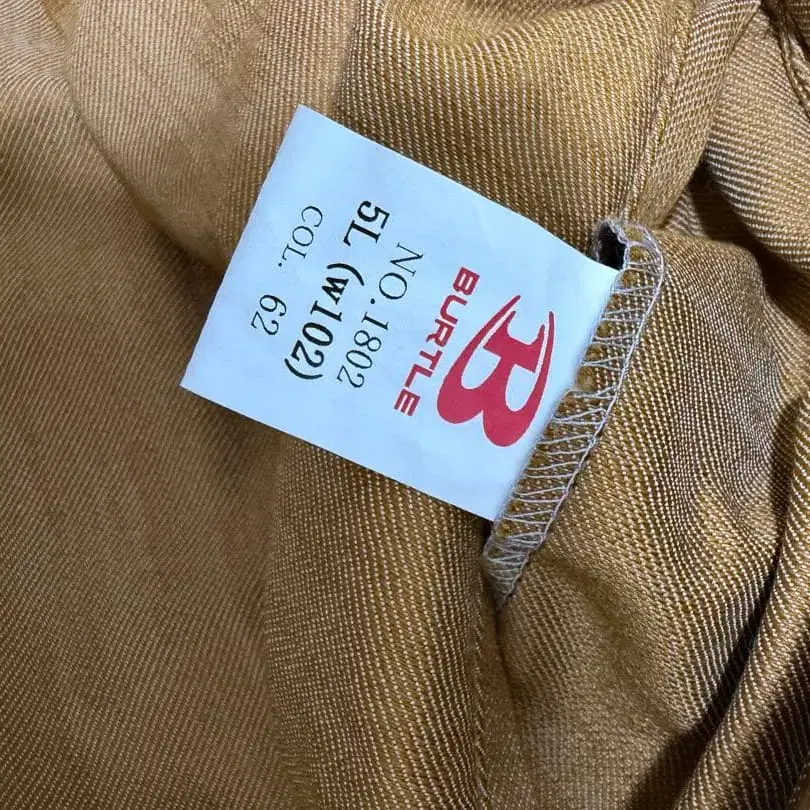 BURTLE
NO.1802
5L (w102)
COL. 62